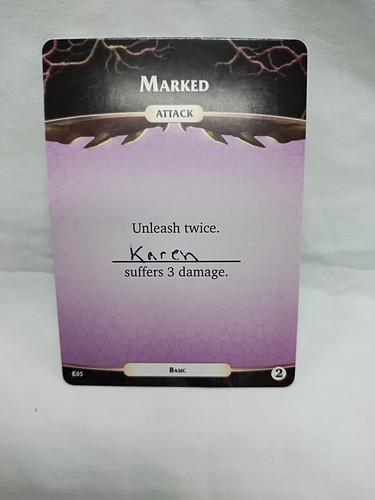 MARKED
ATTACK
Unleash twice.
Karen
suffers 3 damage.
E05
BASIC
2